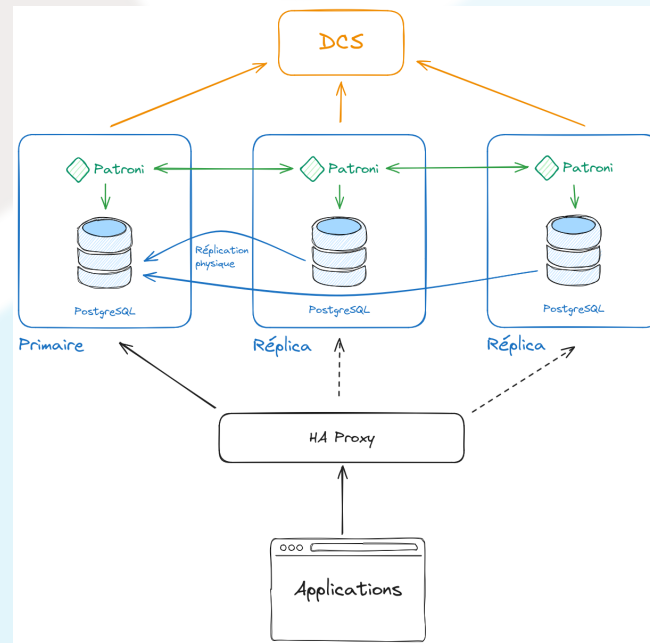 DCS
Patroni
Patroni
Patroni
Réplication
physique
PostgreSQL
PostgreSQL
PostgreSQL
Primaire
Réplica
Réplica
HA Proxy
Applications